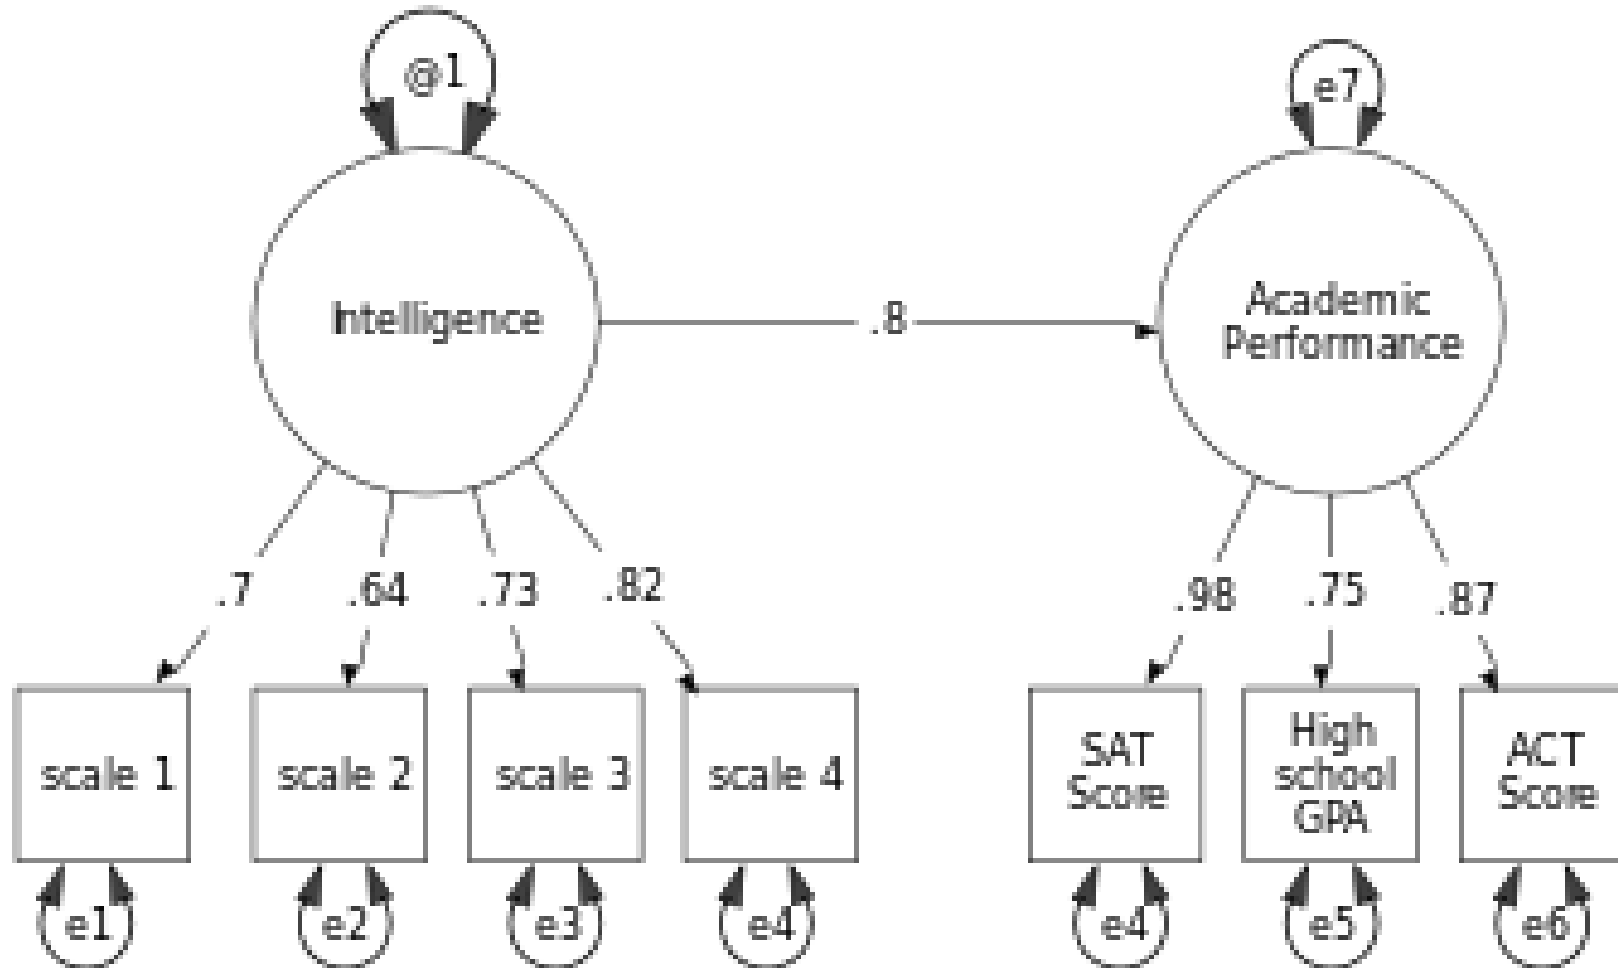 @1
e7
Intelligence
.8
Academic
Performance
.7
.64
.73
.82
.98
.75
.87
scale 1
scale 2
scale 3
scale 4
SAT
Score
High
school
GPA
ACT
Score
e1
e2
e3
e4
e4
e5
e6